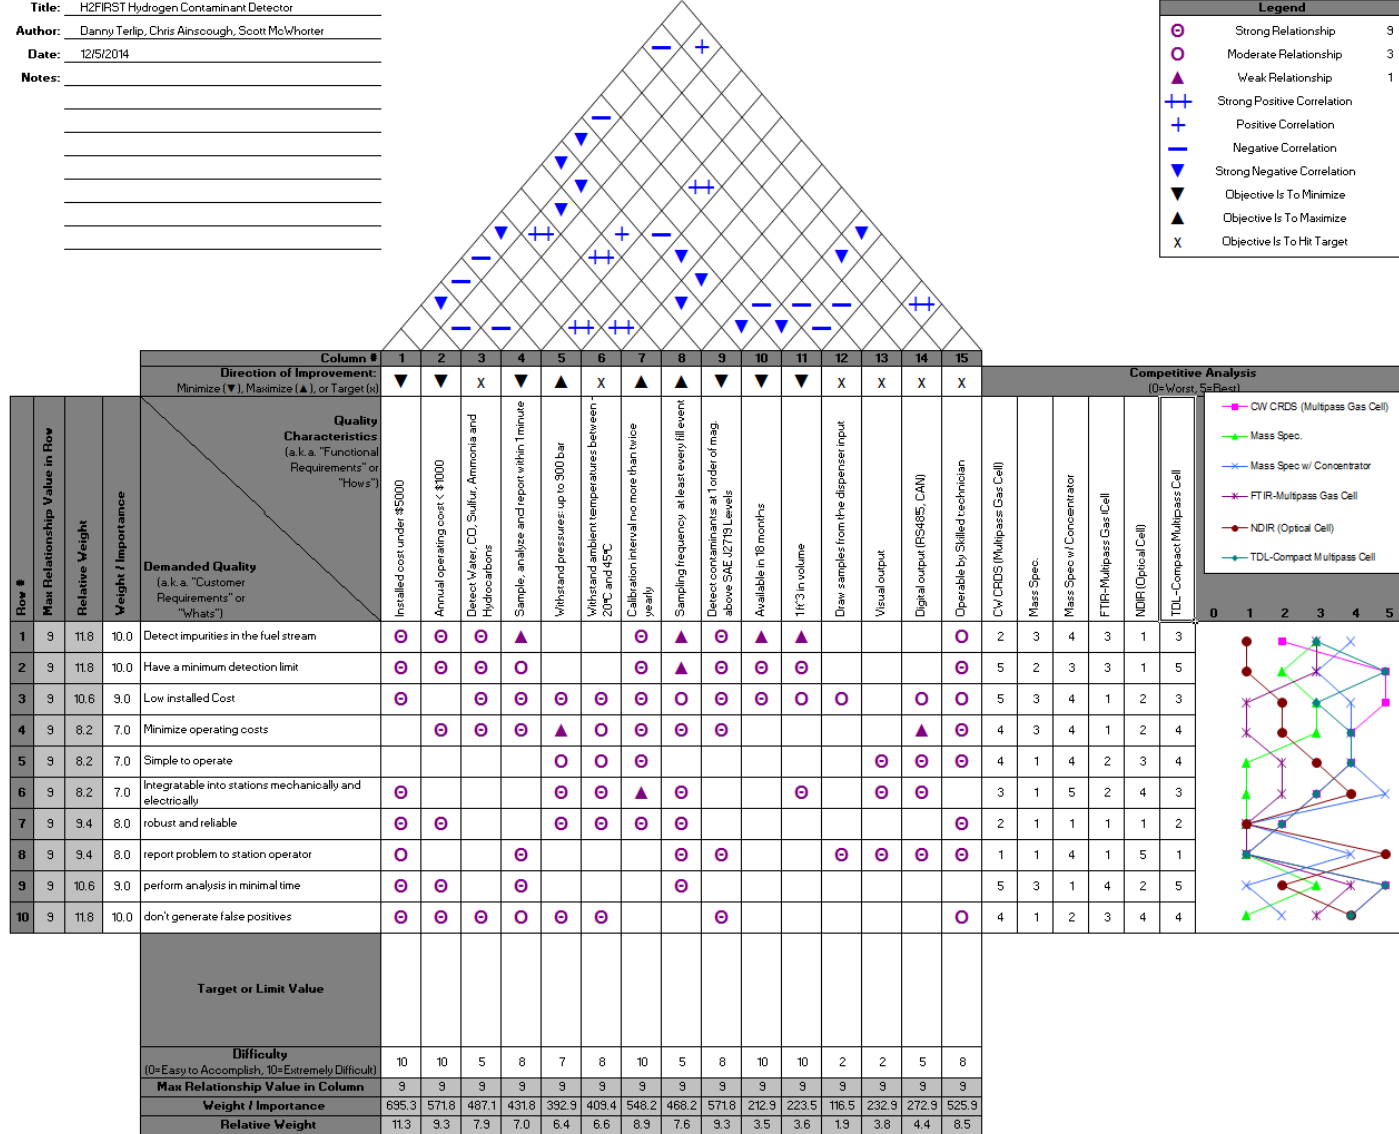 Title: H2FIRST Hydrogen Contaminant Detector
Author: Danny Terlip, Chris Ainscough, Scott McWhorter
Date: 12/5/2014
Notes:
Legend
Θ Strong Relationship 9
Ο Moderate Relationship 3
▲ Weak Relationship 1
┼┼ Strong Positive Correlation
┼ Positive Correlation
▬ Negative Correlation
▼ Strong Negative Correlation
▼ Objective Is To Minimize
▲ Objective Is To Maximize
x Objective Is To Hit Target
Column # 1 2 3 4 5 6 7 8 9 10 11 12 13 14 15
Direction of Improvement:
Minimize (▼), Maximize (▲), or Target (x) ▼ ▼ x ▼ ▲ x ▲ ▲ ▼ ▼ ▼ x x x x
Competitive Analysis
(0=Worst, 5=Best)
Row #
Max Relationship Value in Row
Relative Weight
Weight / Importance
Quality
Characteristics
(a.k.a. "Functional
Requirements" or
"Hows")
Demanded Quality
(a.k.a. "Customer
Requirements" or
"Whats")
Installed cost under $5000
Annual operating cost < $1000
Detect Water, CO, Sulfur, Ammonia and
Hydrocarbons
Sample, analyze and report within 1 minute
Withstand pressures: up to 900 bar
Withstand ambient temperatures between -
20°C and 45°C
Calibration interval no more than twice
yearly
Sampling frequency at least every fill event
Detect contaminants at 1 order of mag.
above SAE J2719 Levels
Available in 18 months
1 ft^3 in volume
Draw samples from the dispenser input
Visual output
Digital output (RS485, CAN)
Operable by Skilled technician
CW CRDS (Multipass Gas Cell)
Mass Spec.
Mass Spec w/ Concentrator
FTIR-Multipass Gas (Cell
NDIR (Optical Cell)
TDL-Compact Multipass Cell
CW CRDS (Multipass Gas Cell)
Mass Spec.
Mass Spec w/ Concentrator
FTIR-Multipass Gas Cell
NDIR (Optical Cell)
TDL-Compact Multipass Cell
0 1 2 3 4 5
1 9 11.8 10.0 Detect impurities in the fuel stream Θ Θ Θ ▲ Θ ▲ Θ ▲ ▲ Ο 2 3 4 3 1 3
2 9 11.8 10.0 Have a minimum detection limit Θ Θ Θ Ο Θ ▲ Θ Θ Θ Θ 5 2 3 3 1 5
3 9 10.6 9.0 Low installed Cost Θ Θ Θ Θ Θ Θ Ο Θ Θ Ο Ο Ο Ο 5 3 4 1 2 3
4 9 8.2 7.0 Minimize operating costs Θ Θ Θ ▲ Ο Θ Θ Θ ▲ Θ 4 3 4 1 2 4
5 9 8.2 7.0 Simple to operate Ο Ο Θ Θ Θ Θ 4 1 4 2 3 4
6 9 8.2 7.0 Integratable into stations mechanically and
electrically Θ Θ Θ ▲ Θ Θ Θ Θ 3 1 5 2 4 3
7 9 9.4 8.0 robust and reliable Θ Θ Θ Θ Θ Θ Θ 2 1 1 1 1 2
8 9 9.4 8.0 report problem to station operator Ο Θ Θ Θ Θ Θ Θ Θ 1 1 4 1 5 1
9 9 10.6 9.0 perform analysis in minimal time Θ Θ Θ Θ 5 3 1 4 2 5
10 9 11.8 10.0 don't generate false positives Θ Θ Θ Ο Θ Θ Θ Ο 4 1 2 3 4 4
Target or Limit Value
Difficulty
(0=Easy to Accomplish, 10=Extremely Difficult) 10 10 5 8 7 8 10 5 8 10 10 2 2 5 8
Max Relationship Value in Column 9 9 9 9 9 9 9 9 9 9 9 9 9 9 9
Weight / Importance 695.3 571.8 487.1 431.8 392.9 409.4 548.2 468.2 571.8 212.9 223.5 116.5 232.9 272.9 525.9
Relative Weight 11.3 9.3 7.9 7.0 6.4 6.6 8.9 7.6 9.3 3.5 3.6 1.9 3.8 4.4 8.5